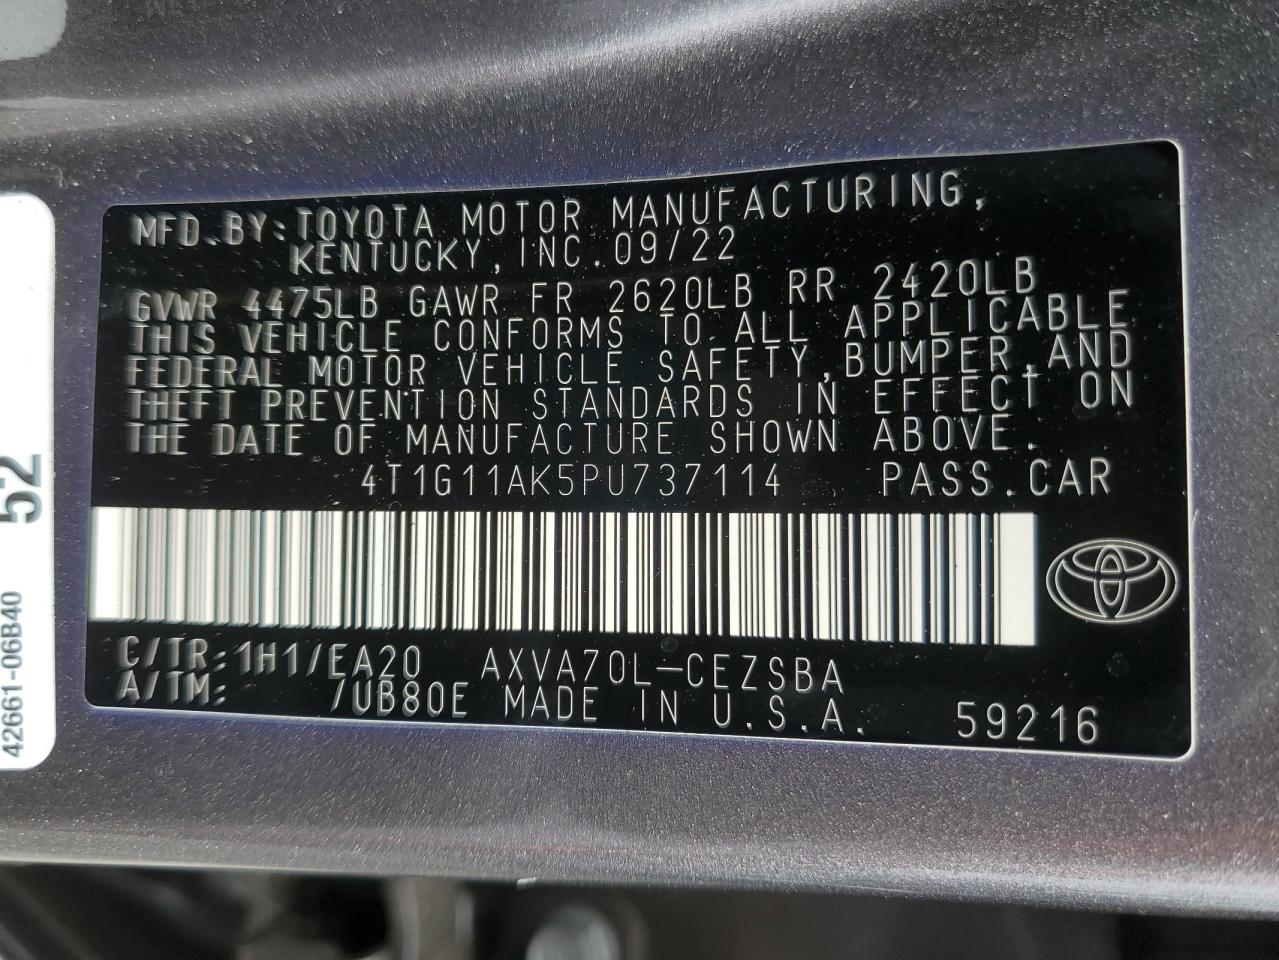 MFD.BY:TOYOTA MOTOR MANUFACTURING,
KENTUCKY, INC. 09/22
GVWR 4475LB GAWR FR 2620LB RR 2420LB
THIS VEHICLE CONFORMS TO ALL APPLICABLE
FEDERAL MOTOR VEHICLE SAFETY,BUMPER,AND
THEFT PREVENTION STANDARDS IN EFFECT ON
THE DATE OF MANUFACTURE SHOWN ABOVE.
4T1G11AK5PU737114 PASS.CAR
C/TR:1H1/EA20 AXVA70L-CEZSBA
A/TM: /UB80E MADE IN U.S.A. 59216
42661-06B40 52